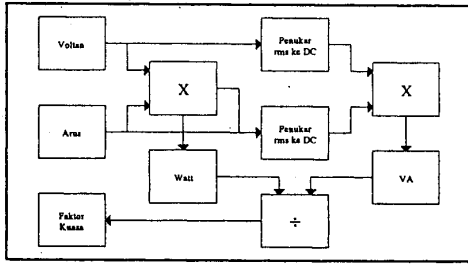 Voltan
Penukar
rms ke DC
X
X
Arus
Penukar
rms ke DC
Watt
VA
Faktor
Kuasa
÷